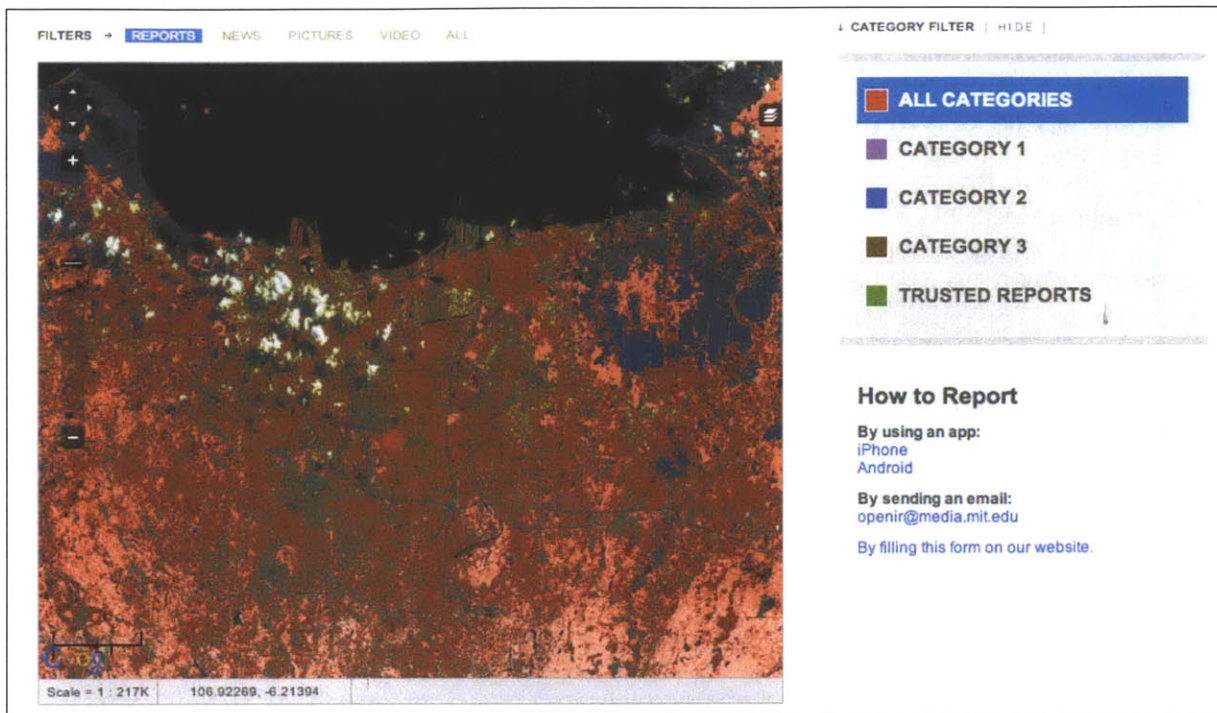 FILTERS → REPORTS NEWS PICTURES VIDEO ALL
↓ CATEGORY FILTER [ HIDE ]
ALL CATEGORIES
CATEGORY 1
CATEGORY 2
CATEGORY 3
TRUSTED REPORTS
How to Report
By using an app:
iPhone
Android
By sending an email:
openir@media.mit.edu
By filling this form on our website.
Scale = 1 : 217K 106.92269, -6.21394